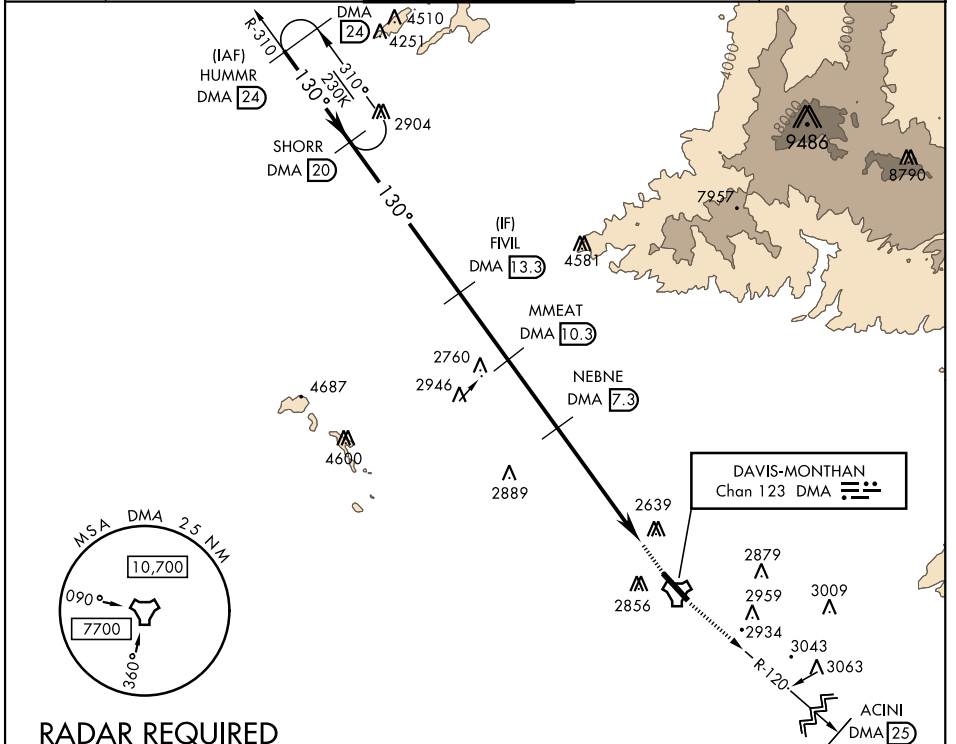 DMA
24
4510
4251
R-310
(IAF)
HUMMR
DMA 24
130°
310°
230K
2904
SHORR
DMA 20
130°
4000
8000
8000
9486
8790
7957
(IF)
FIVIL
DMA 13.3
4581
MMEAT
DMA 10.3
2760
2946
NEBNE
DMA 7.3
4687
4600
2889
DAVIS-MONTHAN
Chan 123 DMA
2639
2856
2879
2959
3009
2934
3043
3063
R-120
ACINI
DMA 25
MSA DMA 25 NM
10,700
090°
7700
360°
RADAR REQUIRED